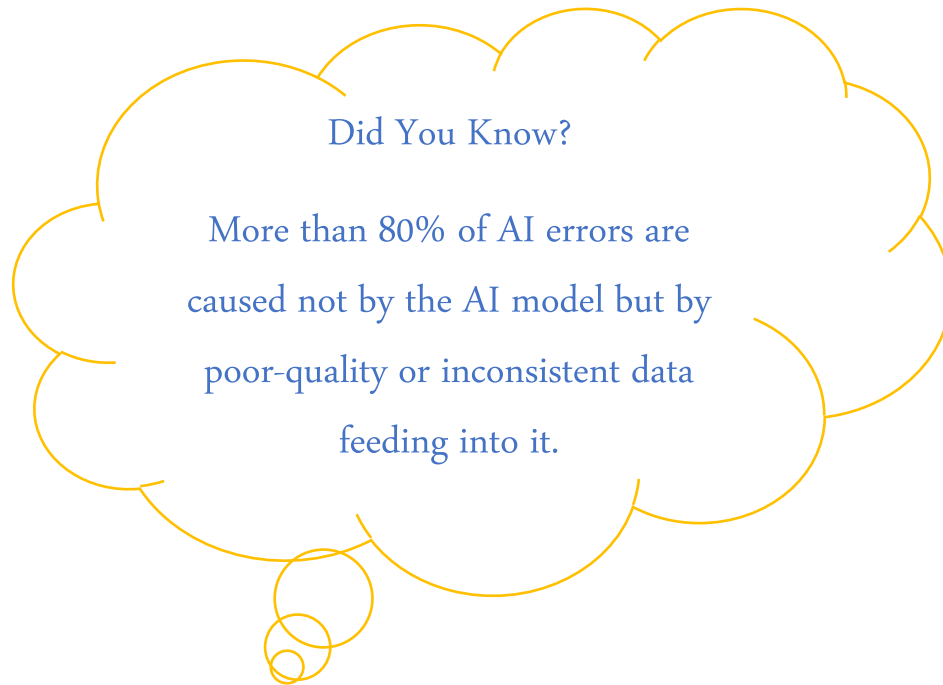 Did You Know?
More than 80% of AI errors are
caused not by the AI model but by
poor-quality or inconsistent data
feeding into it.